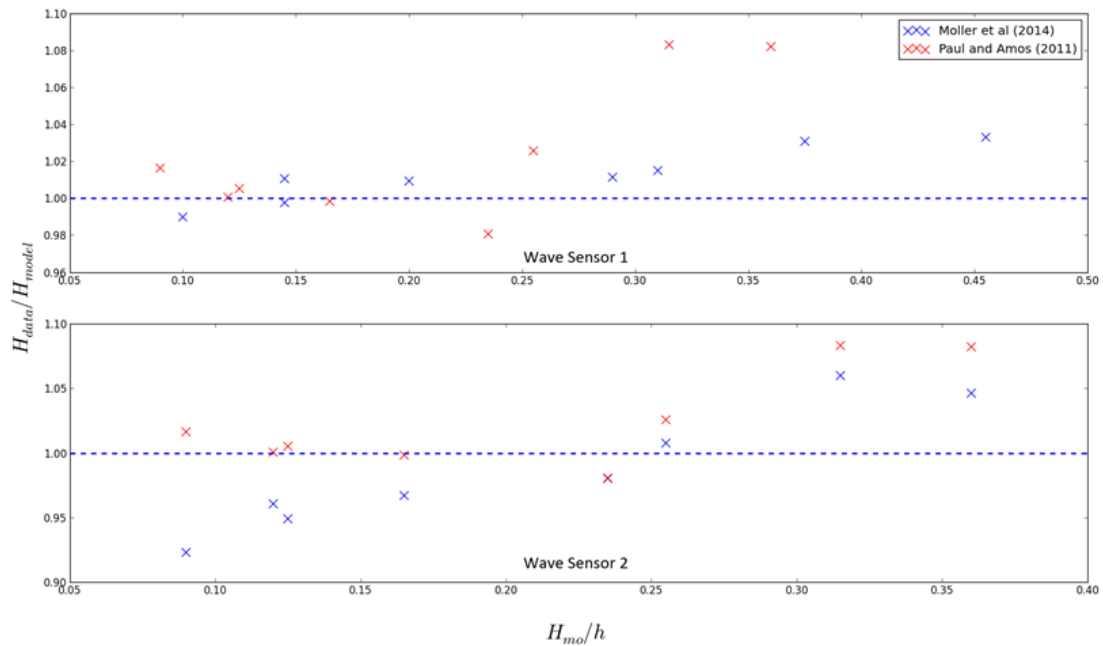 1.10
1.08
1.06
1.04
1.02
1.00
0.98
0.96
Moller et al (2014)
Paul and Amos (2011)
Wave Sensor 1
0.05 0.10 0.15 0.20 0.25 0.30 0.35 0.40 0.45 0.50
H_data/H_model
1.10
1.05
1.00
0.95
0.90
Wave Sensor 2
0.05 0.10 0.15 0.20 0.25 0.30 0.35 0.40
H_mo/h